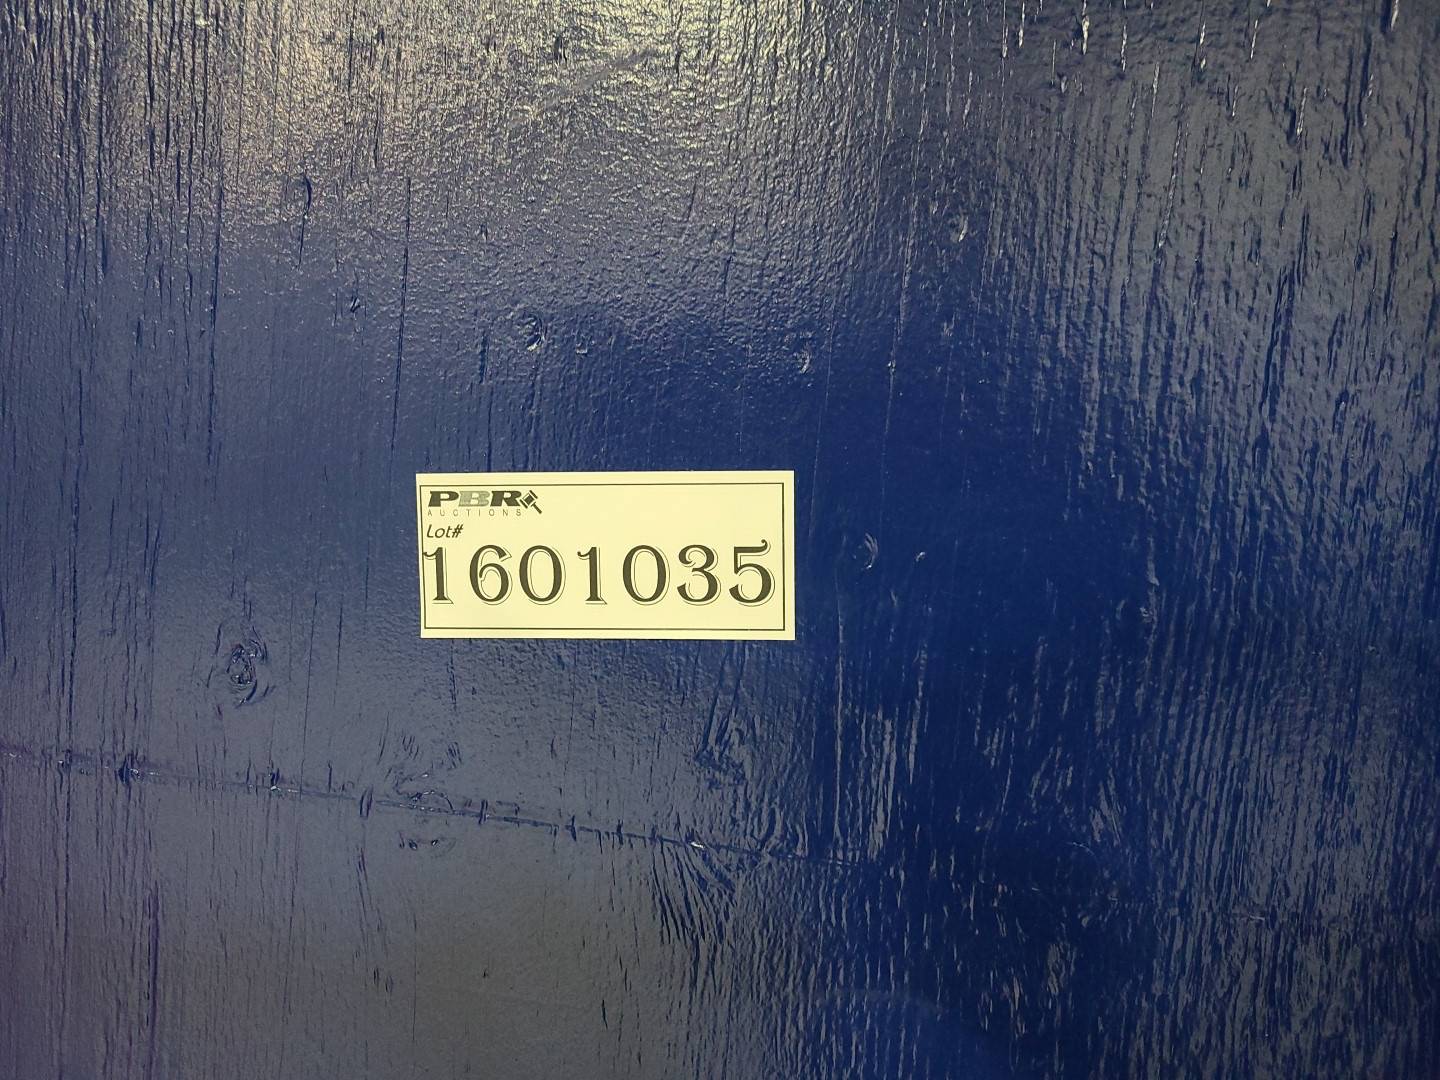 PBR
AUCTIONS
Lot#
1601035